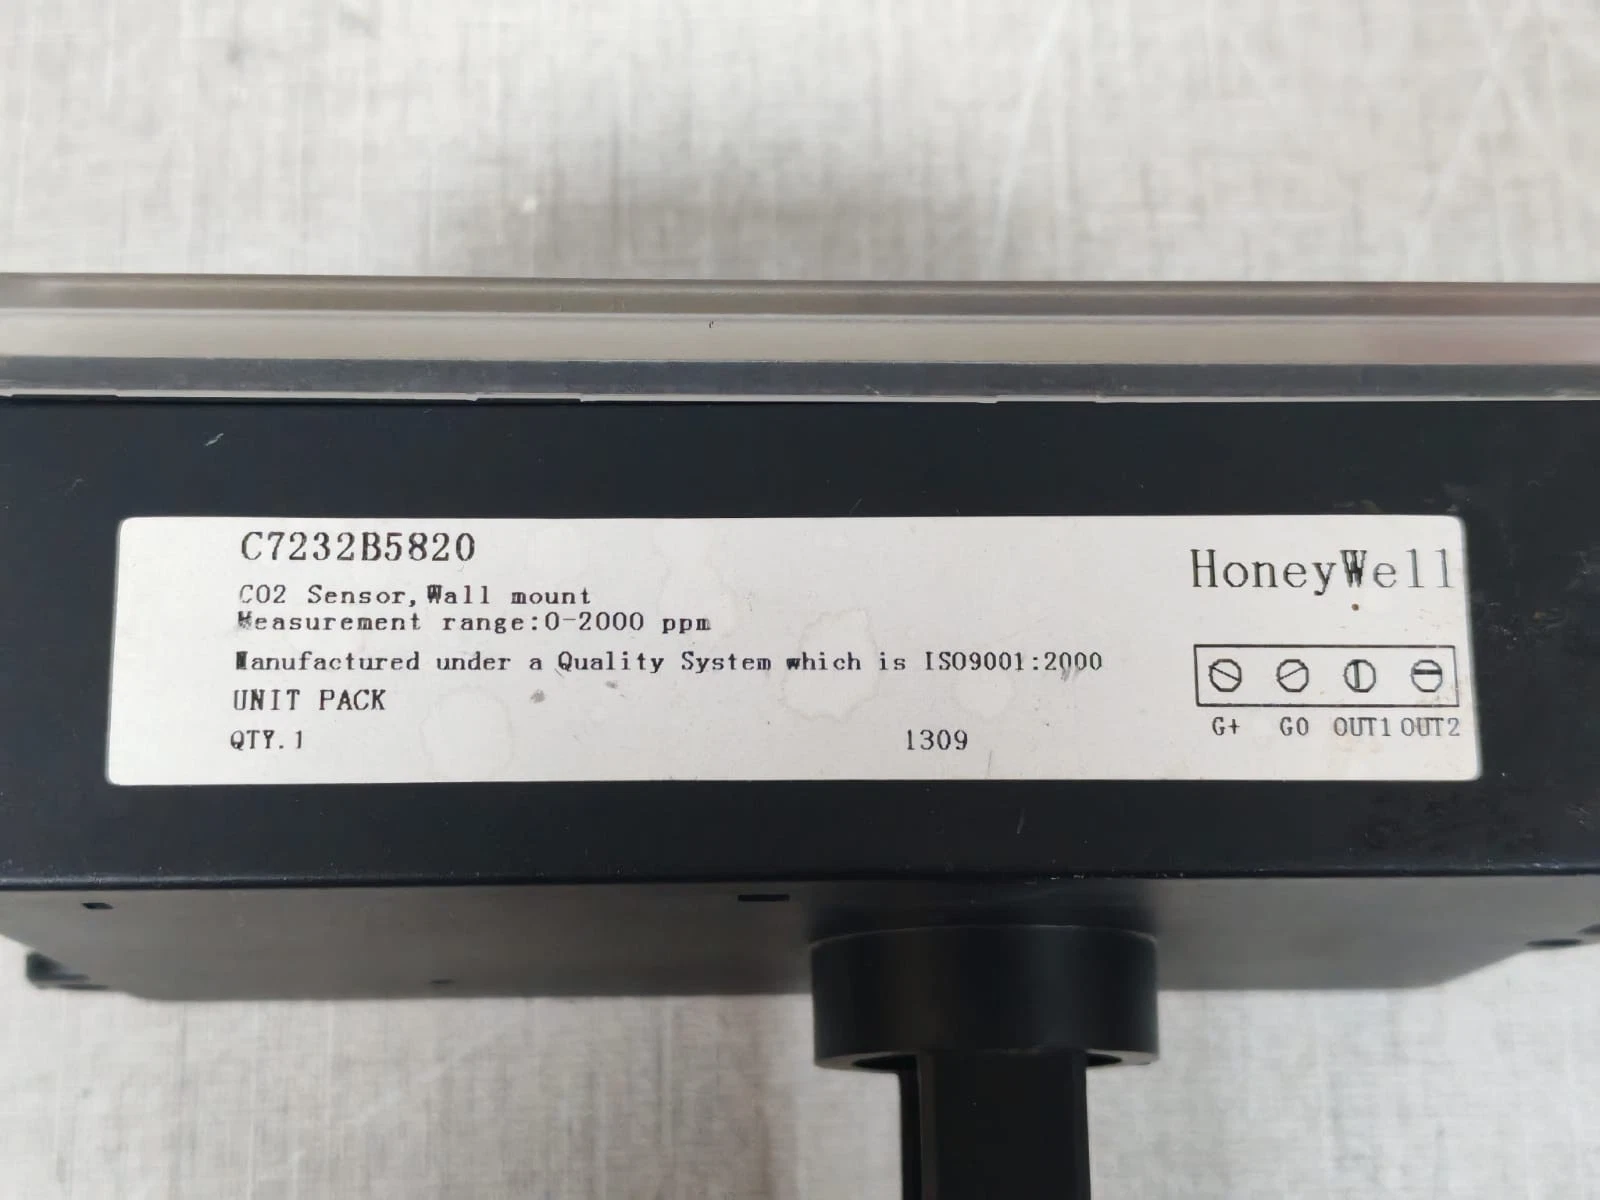 C7232B5820
CO2 Sensor,Wall mount
Measurement range:0-2000 ppm
Manufactured under a Quality System which is ISO9001:2000
UNIT PACK
QTY.1
1309
HoneyWell
G+ G0 OUT1 OUT2